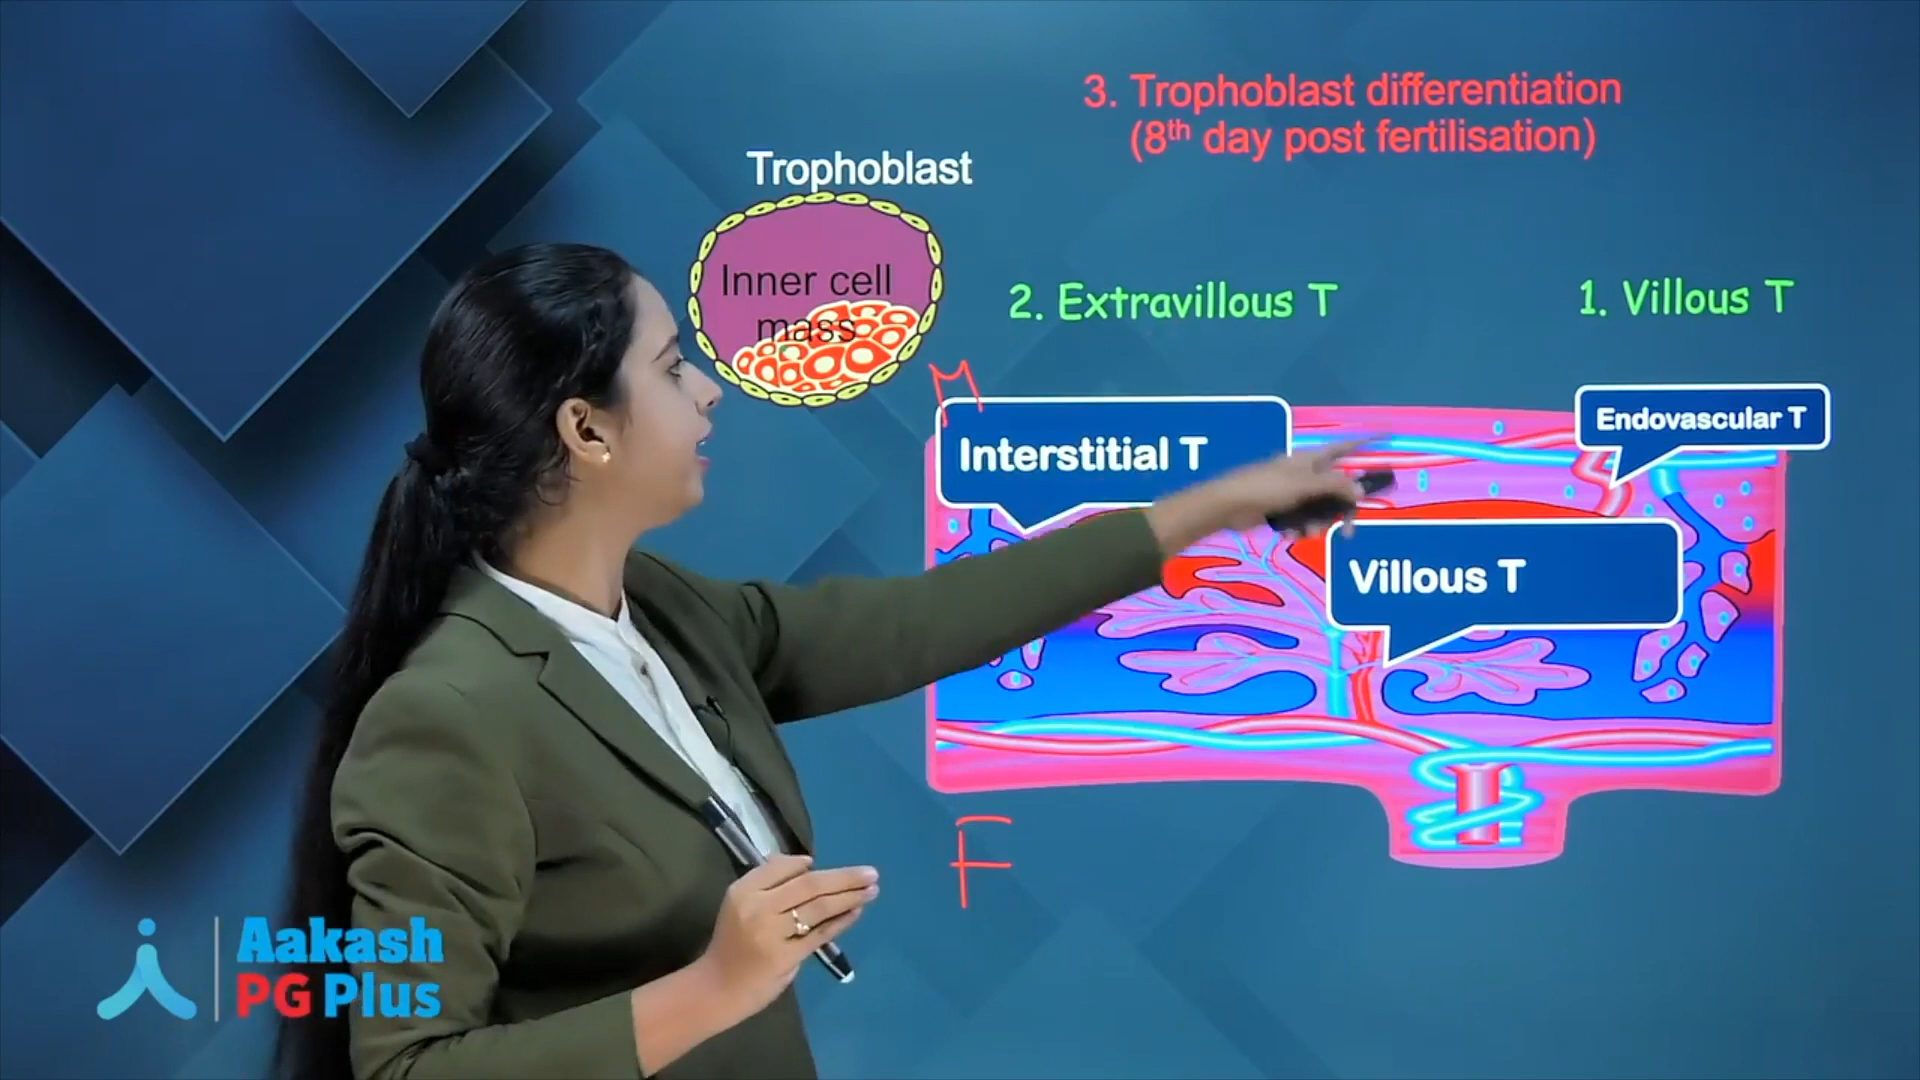 3. Trophoblast differentiation
(8th day post fertilisation)
Trophoblast
Inner cell
mass
2. Extravillous T
1. Villous T
M
Interstitial T
Endovascular T
Villous T
F
Aakash
PG Plus